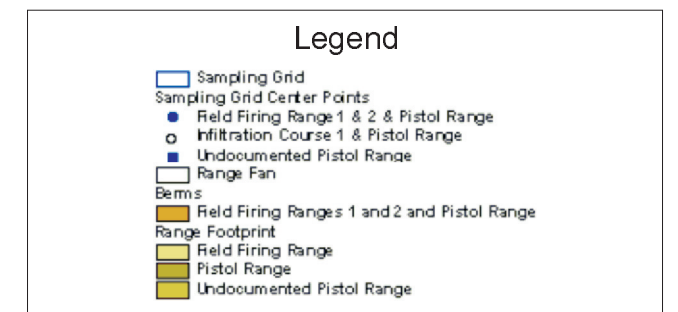 Legend
Sampling Grid
Sampling Grid Center Points
Field Firing Range 1 & 2 & Pistol Range
Infiltration Course 1 & Pistol Range
Undocumented Pistol Range
Range Fan
Berms
Field Firing Ranges 1 and 2 and Pistol Range
Range Footprint
Field Firing Range
Pistol Range
Undocumented Pistol Range